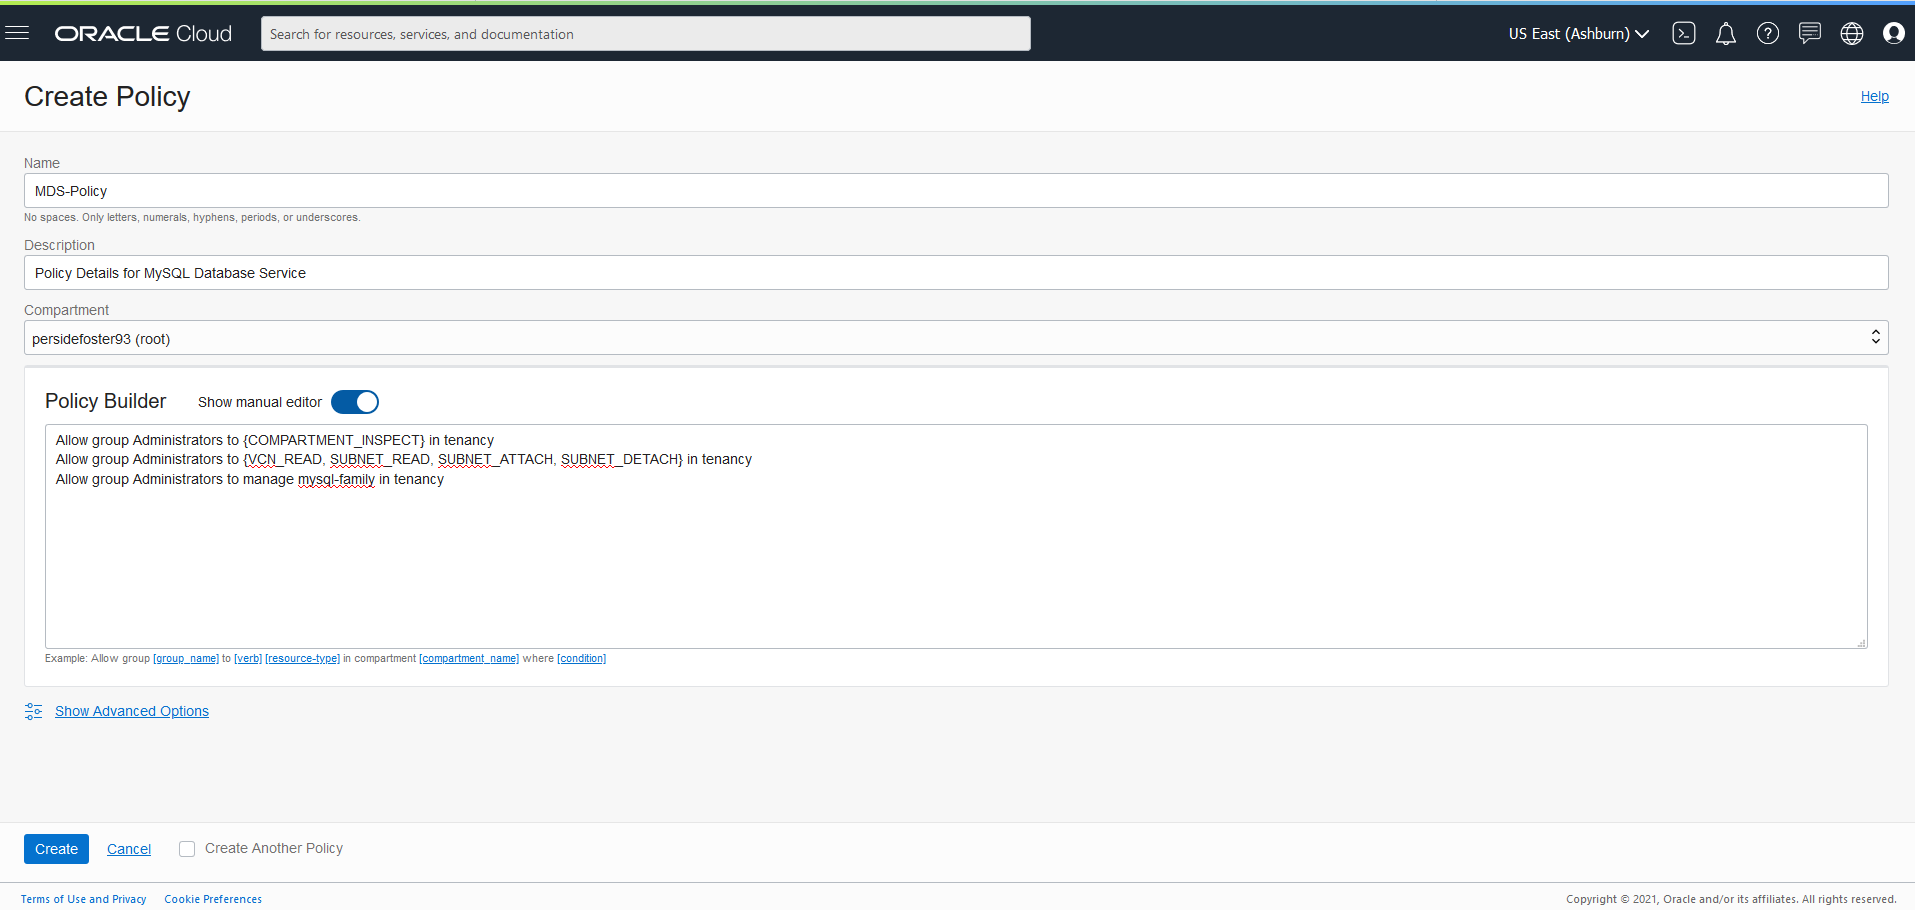 ORACLE Cloud
Search for resources, services, and documentation
US East (Ashburn)
Create Policy
Help
Name
MDS-Policy
No spaces. Only letters, numerals, hyphens, periods, or underscores.
Description
Policy Details for MySQL Database Service
Compartment
persidefoster93 (root)
Policy Builder Show manual editor
Allow group Administrators to {COMPARTMENT_INSPECT} in tenancy
Allow group Administrators to {VCN_READ, SUBNET_READ, SUBNET_ATTACH, SUBNET_DETACH} in tenancy
Allow group Administrators to manage mysql-family in tenancy
Example: Allow group [group_name] to [verb] [resource-type] in compartment [compartment_name] where [condition]
Show Advanced Options
Create Cancel Create Another Policy
Terms of Use and Privacy Cookie Preferences
Copyright © 2021, Oracle and/or its affiliates. All rights reserved.